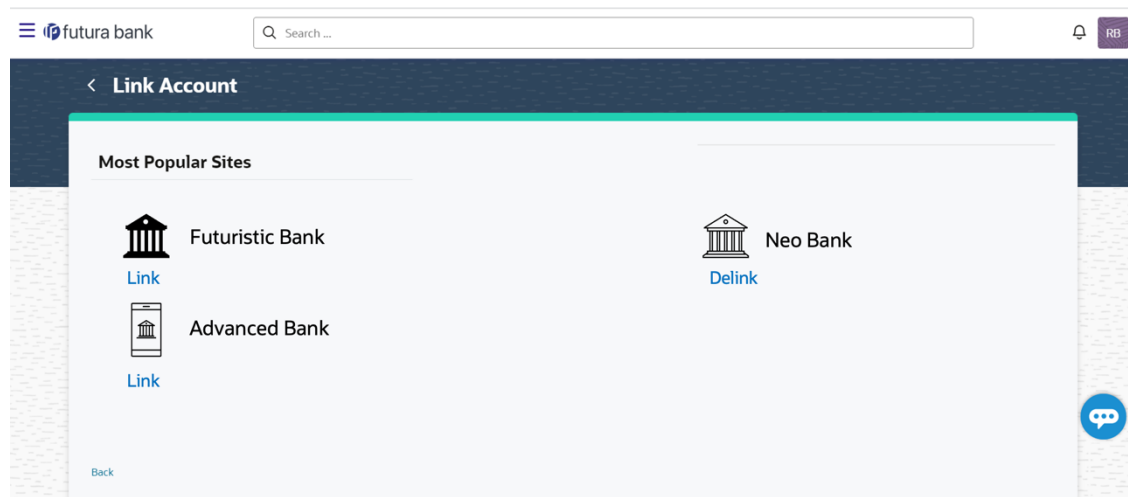 futura bank
Search ...
RB
Link Account
Most Popular Sites
Futuristic Bank
Neo Bank
Link
Delink
Advanced Bank
Link
Back